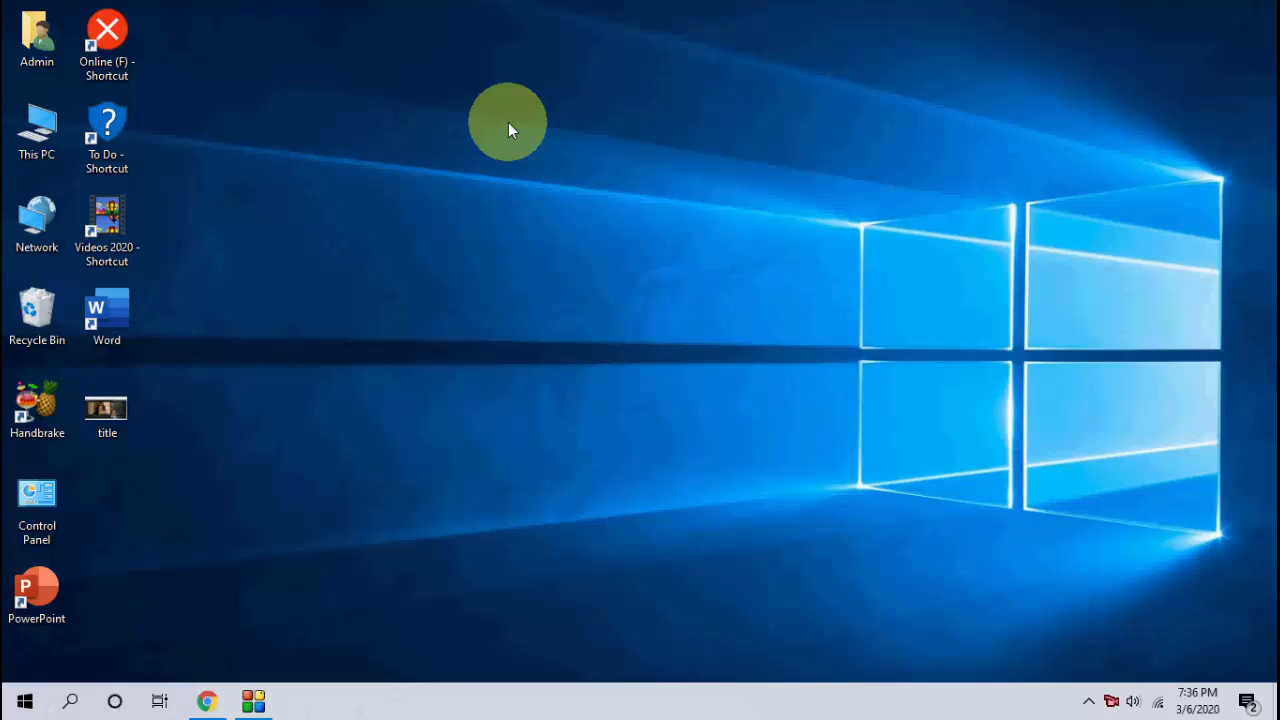 Admin
Online (F) -
Shortcut
This PC
To Do -
Shortcut
Network
Videos 2020 -
Shortcut
Recycle Bin
W
Word
Handbrake
title
Control
Panel
P
PowerPoint
7:36 PM
3/6/2020
2